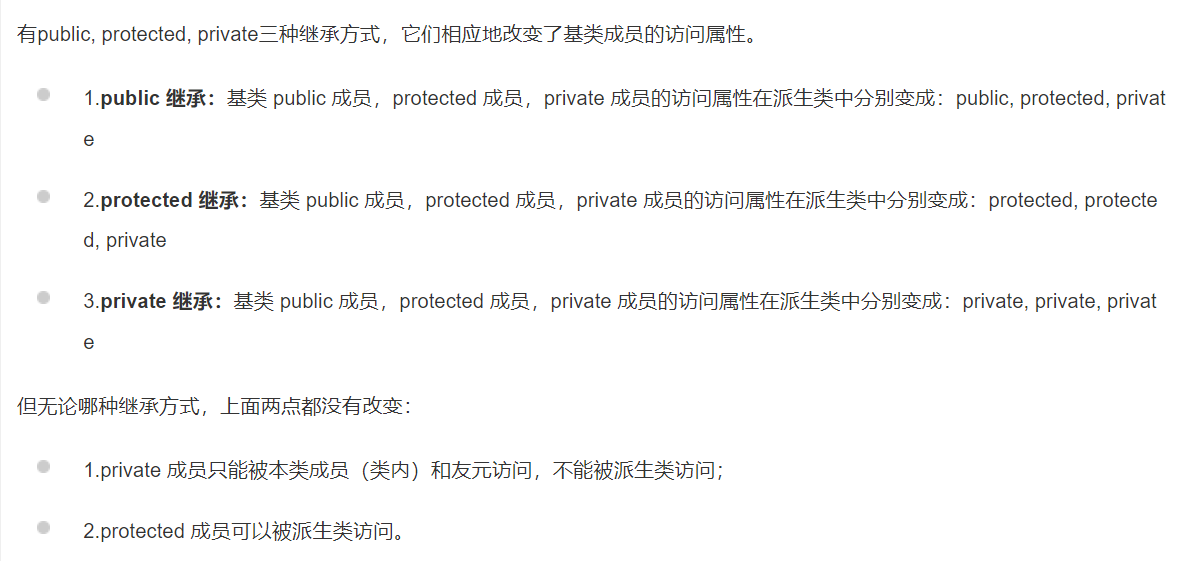 有public, protected, private三种继承方式，它们相应地改变了基类成员的访问属性。
1.public 继承：基类 public 成员，protected 成员，private 成员的访问属性在派生类中分别变成：public, protected, privat
e
2.protected 继承：基类 public 成员，protected 成员，private 成员的访问属性在派生类中分别变成：protected, protecte
d, private
3.private 继承：基类 public 成员，protected 成员，private 成员的访问属性在派生类中分别变成：private, private, privat
e
但无论哪种继承方式，上面两点都没有改变：
1.private 成员只能被本类成员（类内）和友元访问，不能被派生类访问；
2.protected 成员可以被派生类访问。